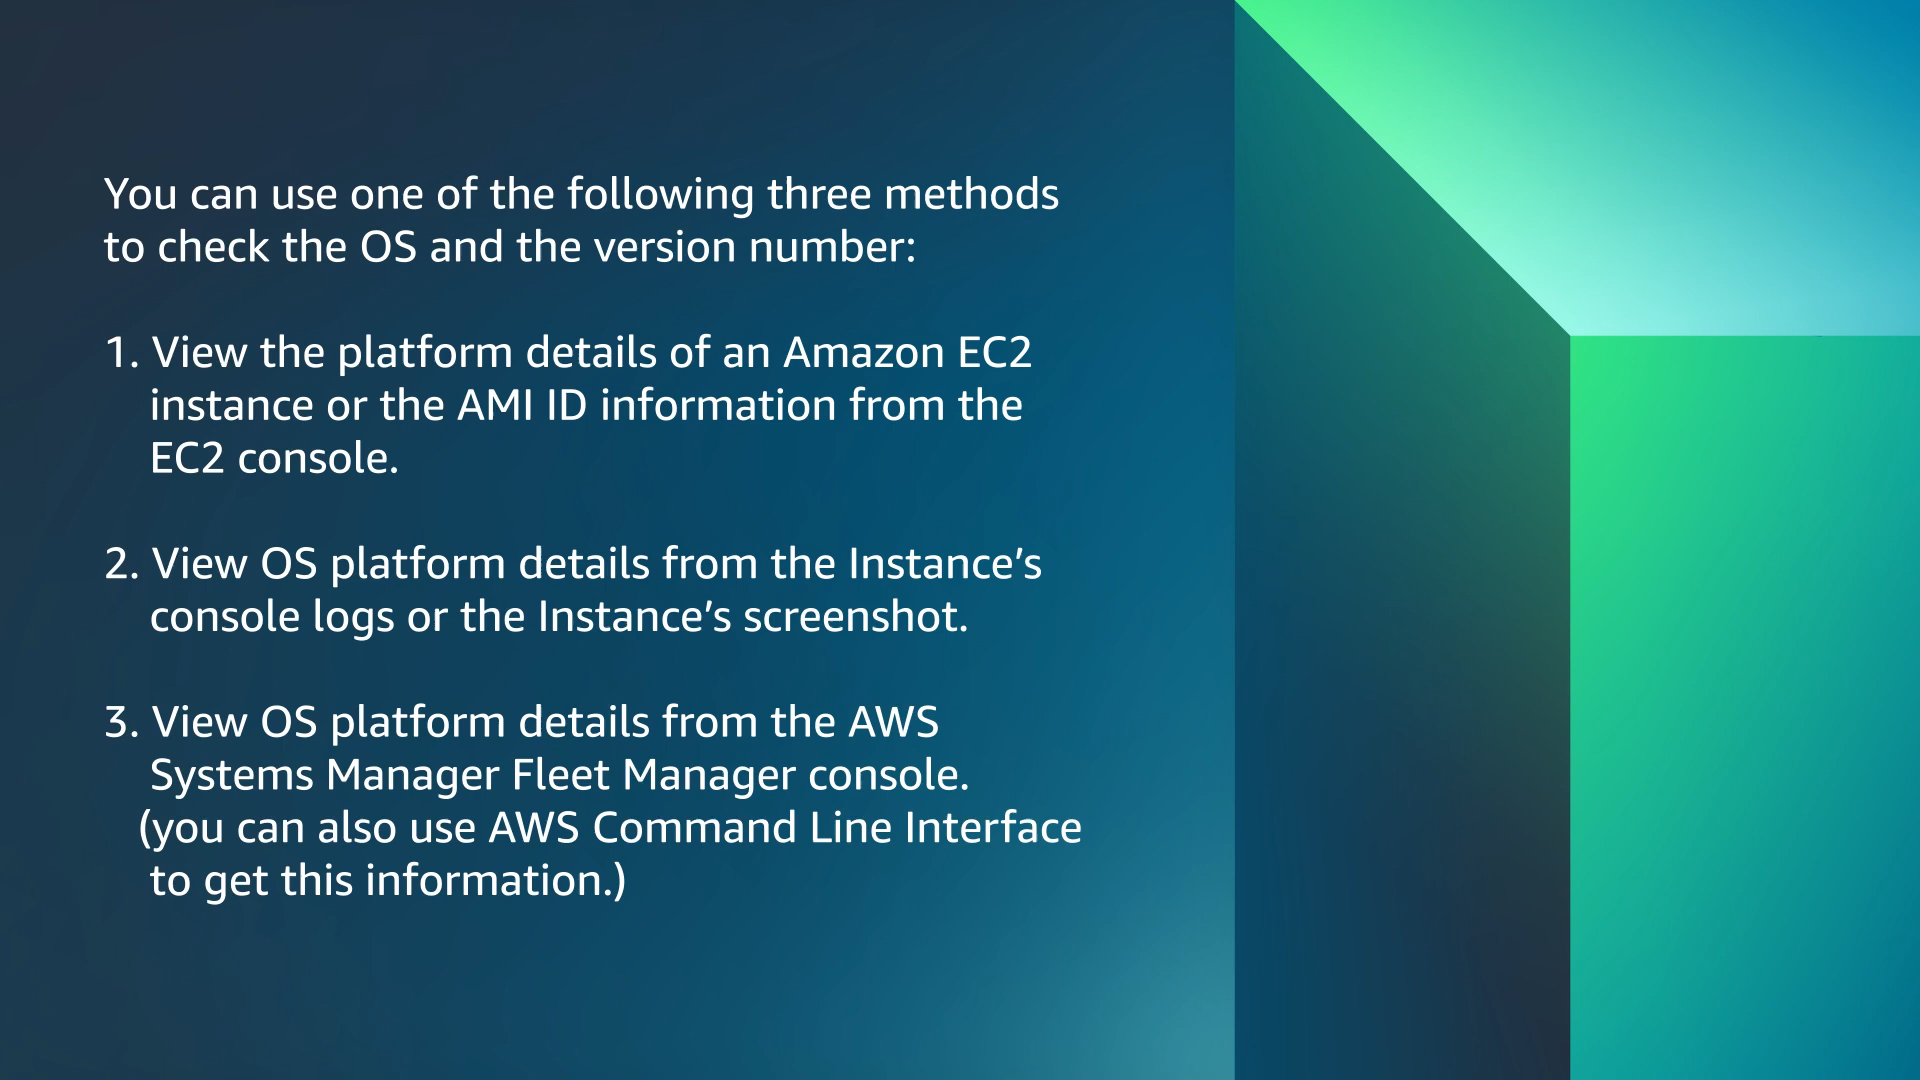 You can use one of the following three methods
to check the OS and the version number:
1. View the platform details of an Amazon EC2
instance or the AMI ID information from the
EC2 console.
2. View OS platform details from the Instance’s
console logs or the Instance’s screenshot.
3. View OS platform details from the AWS
Systems Manager Fleet Manager console.
(you can also use AWS Command Line Interface
to get this information.)